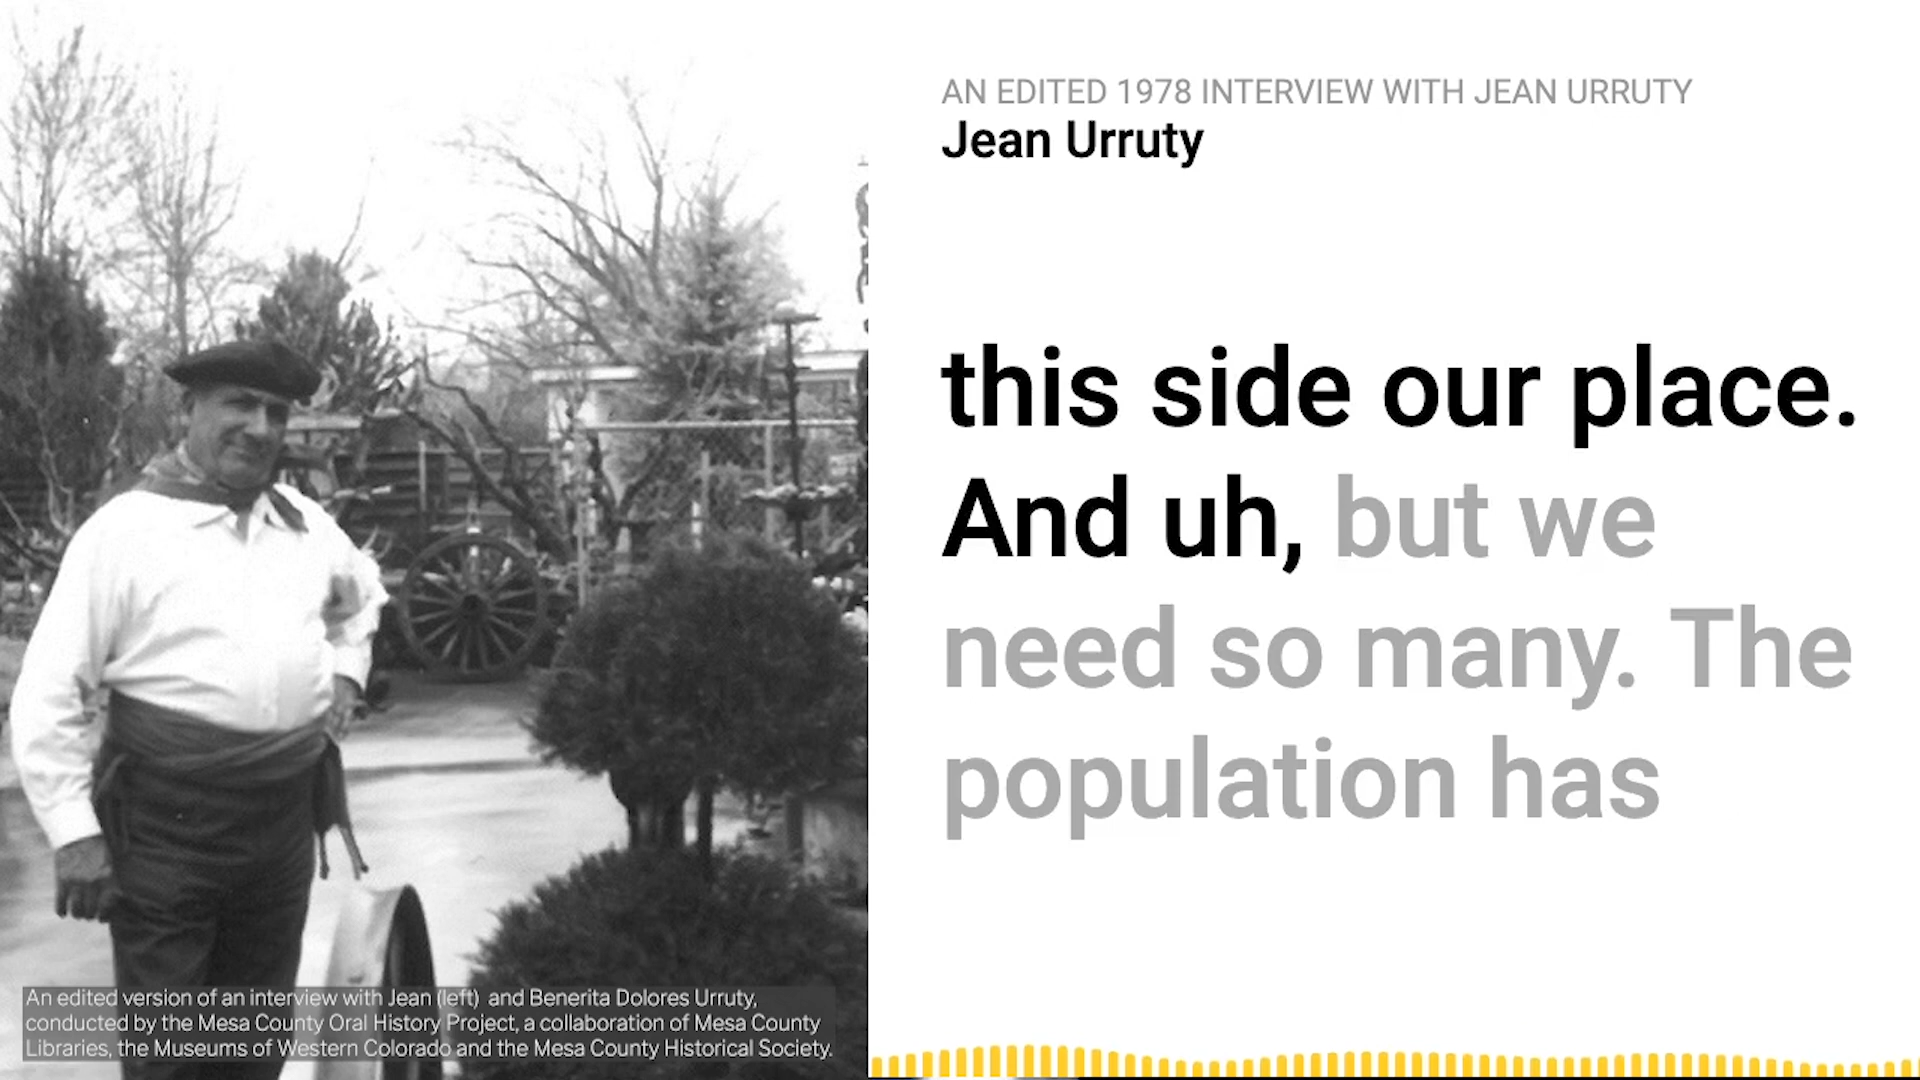 AN EDITED 1978 INTERVIEW WITH JEAN URRUTY
Jean Urruty
this side our place.
And uh, but we
need so many. The
population has
An edited version of an interview with Jean (left) and Benerita Dolores Urruty,
conducted by the Mesa County Oral History Project, a collaboration of Mesa County
Libraries, the Museums of Western Colorado and the Mesa County Historical Society.